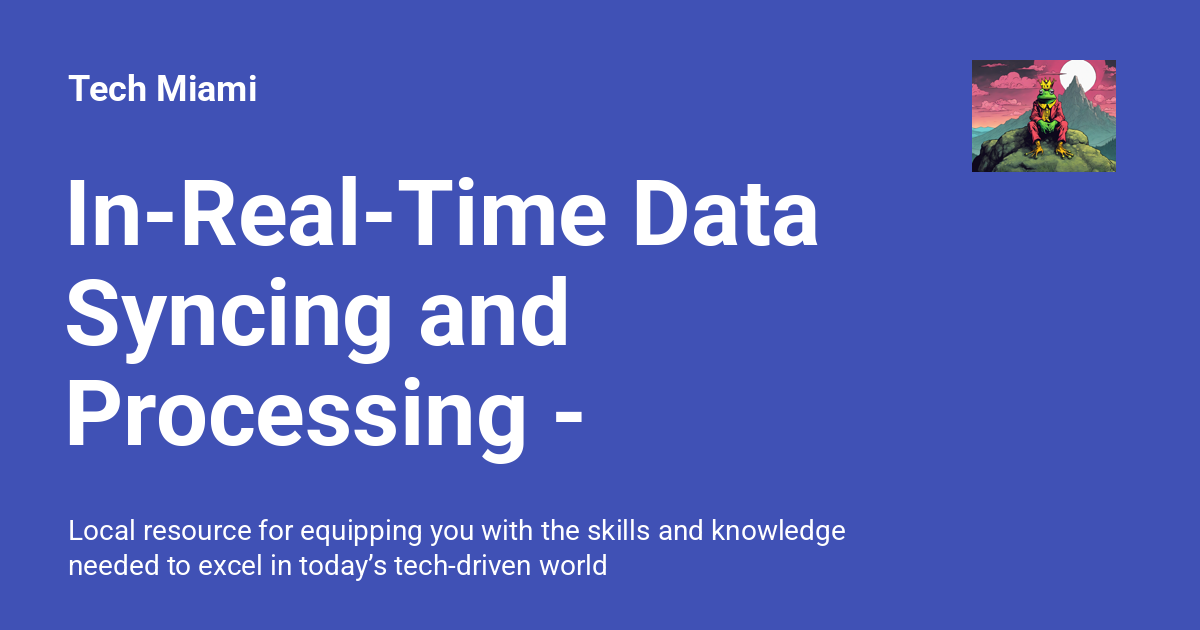 Tech Miami
In-Real-Time Data
Syncing and
Processing -
Local resource for equipping you with the skills and knowledge
needed to excel in today’s tech-driven world